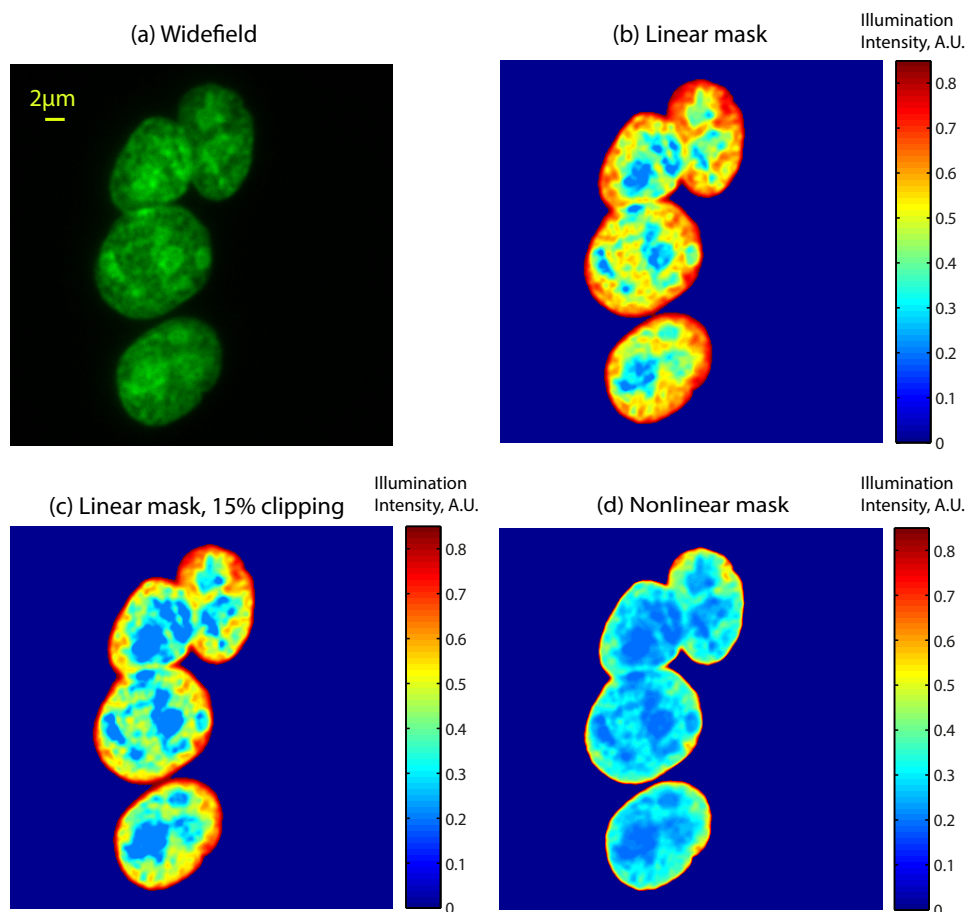 (a) Widefield
2µm
(b) Linear mask
Illumination
Intensity, A.U.
0.8
0.7
0.6
0.5
0.4
0.3
0.2
0.1
0
(c) Linear mask, 15% clipping
Illumination
Intensity, A.U.
0.8
0.7
0.6
0.5
0.4
0.3
0.2
0.1
0
(d) Nonlinear mask
Illumination
Intensity, A.U.
0.8
0.7
0.6
0.5
0.4
0.3
0.2
0.1
0